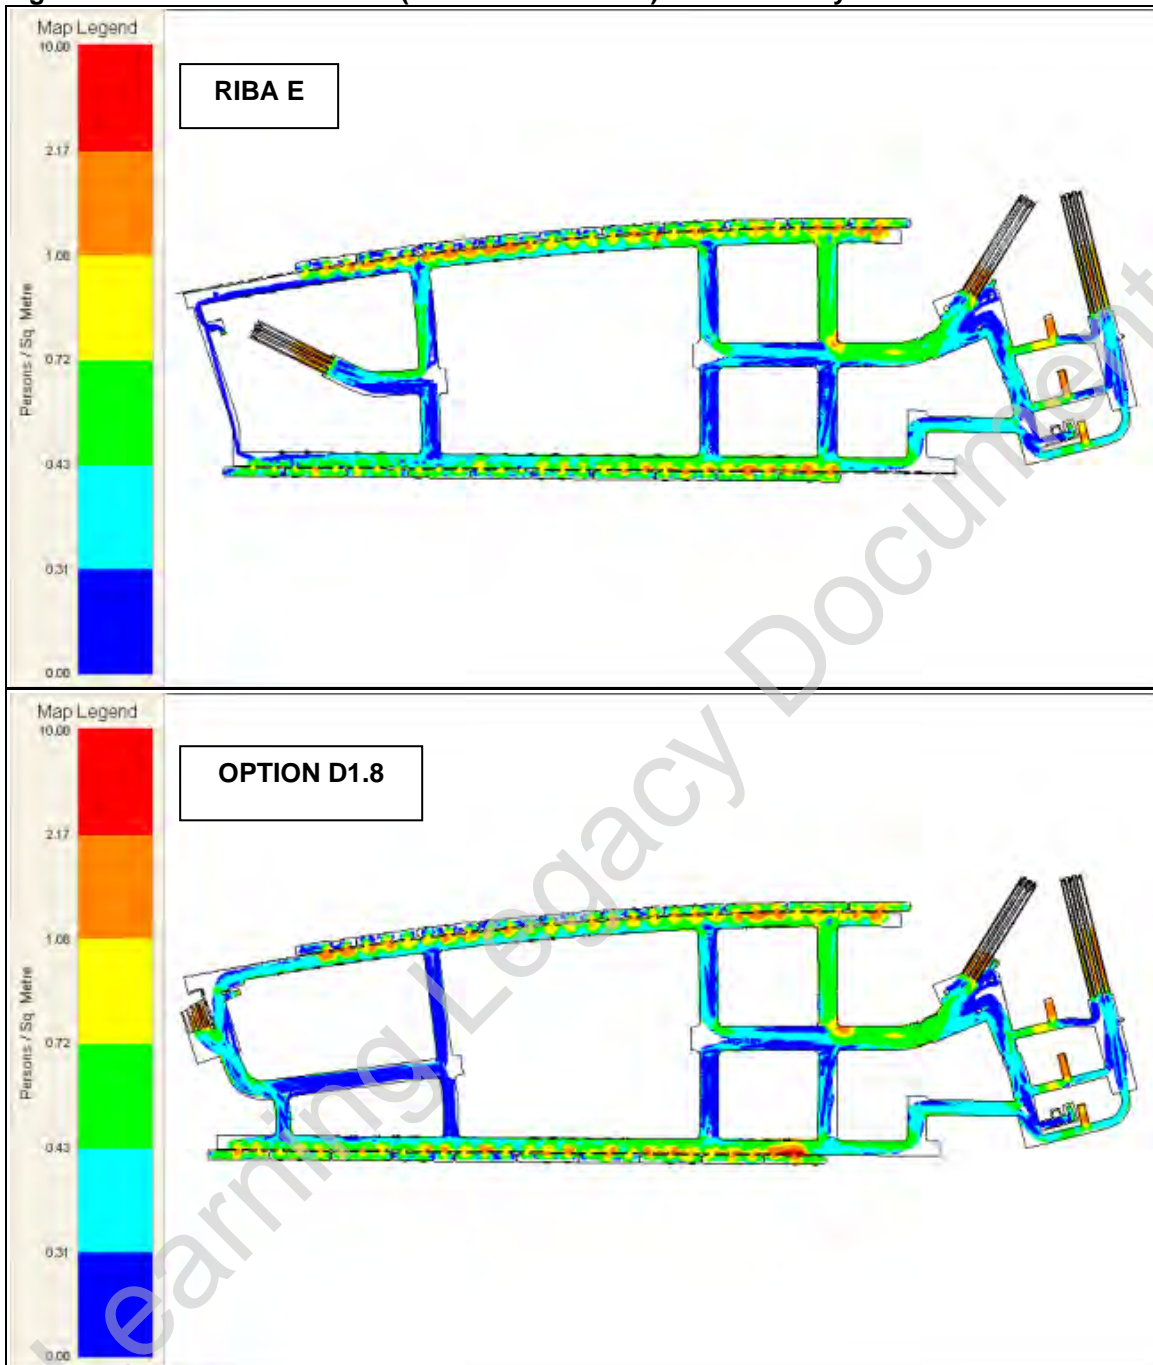 Map Legend
10.00
2.17
1.08
0.72
0.43
0.31
0.00
Persons / Sq. Metre
RIBA E
Map Legend
10.00
2.17
1.08
0.72
0.43
0.31
0.00
Persons / Sq. Metre
OPTION D1.8
earning Legacy Document